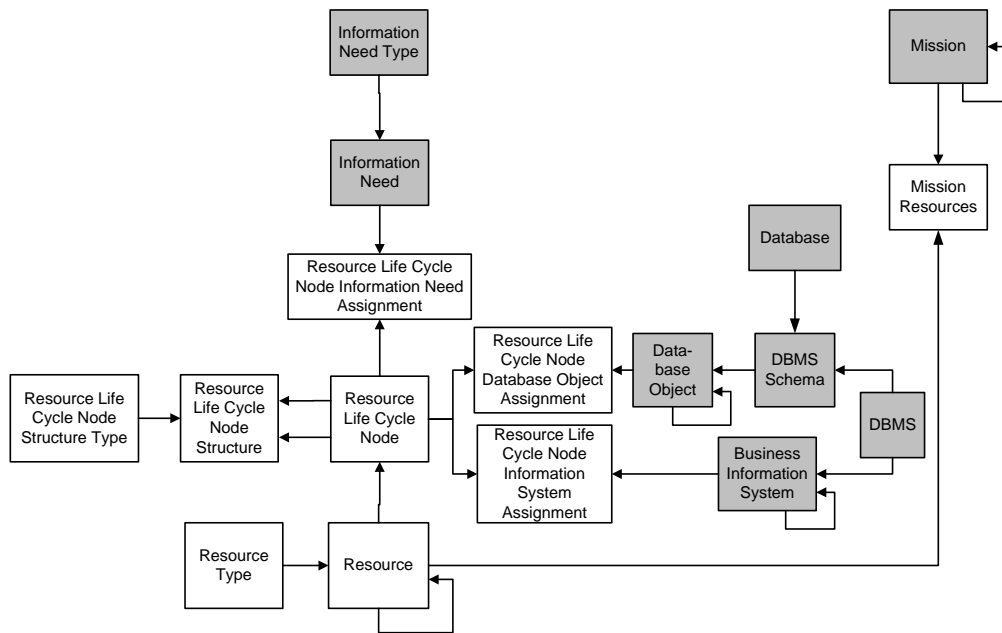 Information
Need Type
Mission
Information
Need
Mission
Resources
Database
Resource Life Cycle
Node Information Need
Assignment
Resource Life
Cycle Node
Database Object
Assignment
Data-
base
Object
DBMS
Schema
Resource Life
Cycle Node
Structure Type
Resource
Life Cycle
Node
Structure
Resource
Life Cycle
Node
DBMS
Resource Life
Cycle Node
Information
System
Assignment
Business
Information
System
Resource
Type
Resource